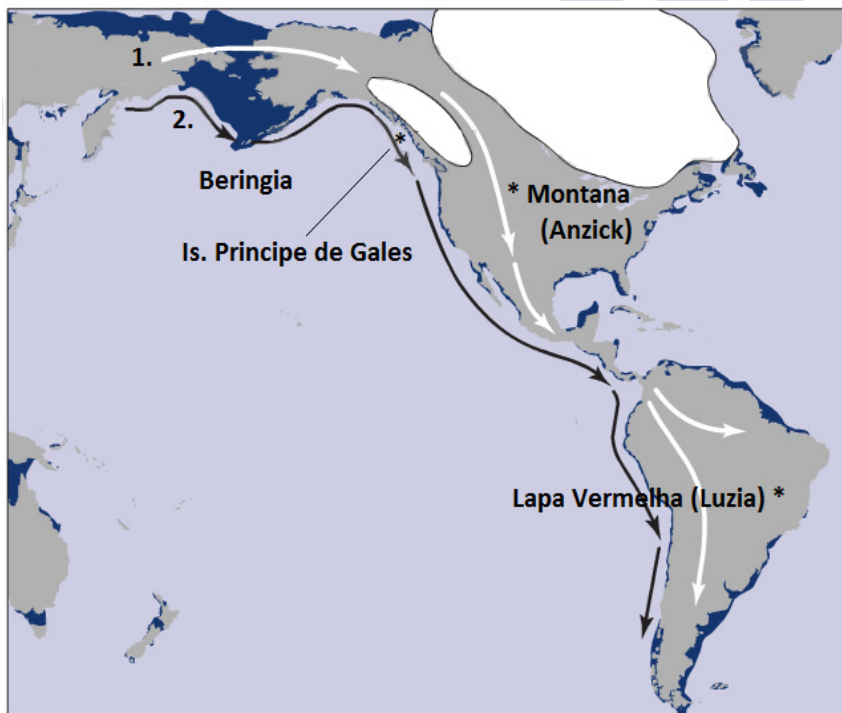 1.
2.
*
Beringia
* Montana
(Anzick)
Is. Principe de Gales
Lapa Vermelha (Luzia) *